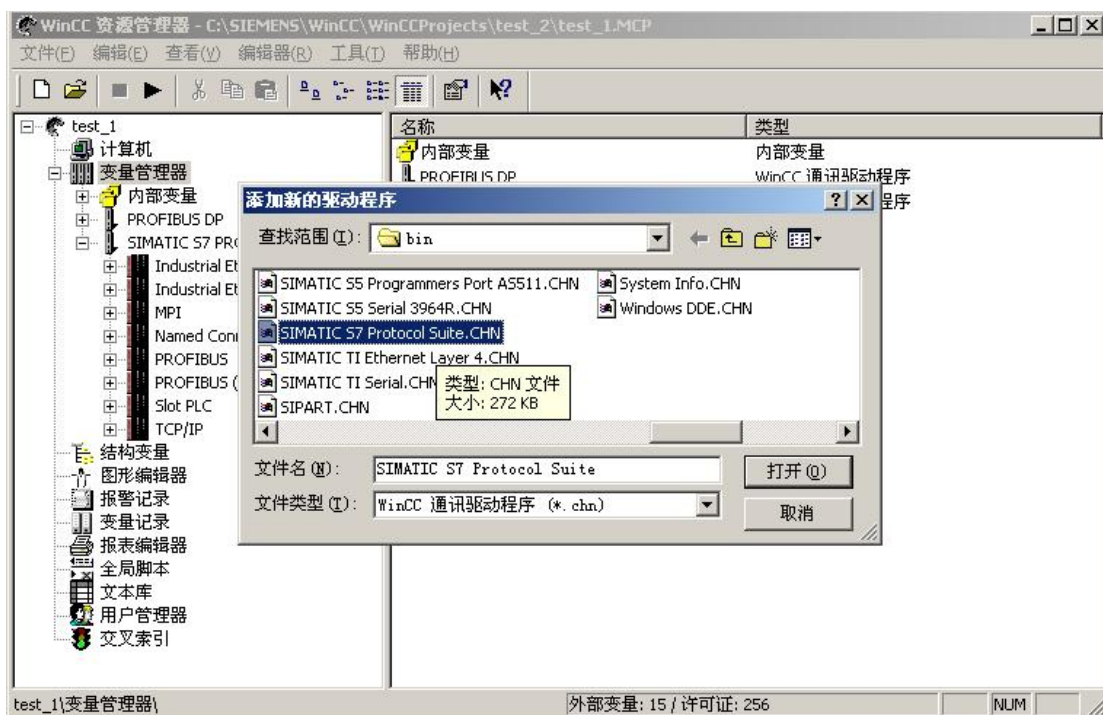 WinCC 资源管理器 - C:\SIEMENS\WinCC\WinCCProjects\test_2\test_1.MCP
文件(F) 编辑(E) 查看(V) 编辑器(R) 工具(T) 帮助(H)
test_1
计算机
变量管理器
内部变量
PROFIBUS DP
SIMATIC S7 PRO
Industrial Et
Industrial Et
MPI
Named Conn
PROFIBUS
PROFIBUS (
Slot PLC
TCP/IP
结构变量
图形编辑器
报警记录
变量记录
报表编辑器
全局脚本
文本库
用户管理器
交叉索引
名称 类型
内部变量 内部变量
PROFIBUS DP WinCC 通讯驱动程序
程序
添加新的驱动程序
查找范围(I): bin
SIMATIC S5 Programmers Port AS511.CHN
SIMATIC S5 Serial 3964R.CHN
SIMATIC S7 Protocol Suite.CHN
SIMATIC TI Ethernet Layer 4.CHN
SIMATIC TI Serial.CHN
SIPART.CHN
System Info.CHN
Windows DDE.CHN
类型: CHN 文件
大小: 272 KB
文件名(N): SIMATIC S7 Protocol Suite 打开(O)
文件类型(T): WinCC 通讯驱动程序 (*.chn) 取消
test_1\变量管理器\ 外部变量: 15 / 许可证: 256 NUM